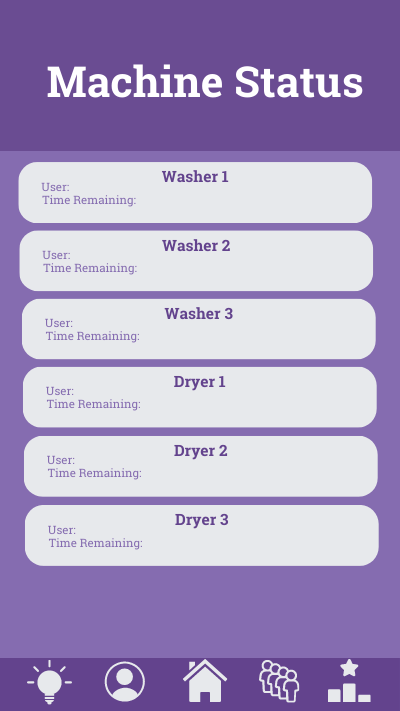 Machine Status
Washer 1
User:
Time Remaining:
Washer 2
User:
Time Remaining:
Washer 3
User:
Time Remaining:
Dryer 1
User:
Time Remaining:
Dryer 2
User:
Time Remaining:
Dryer 3
User:
Time Remaining: